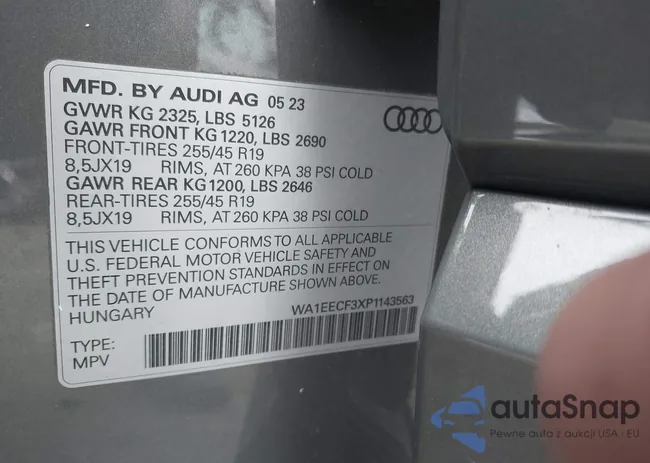 MFD. BY AUDI AG 05 23
GVWR KG 2325, LBS 5126
GAWR FRONT KG 1220, LBS 2690
FRONT-TIRES 255/45 R19
8,5JX19 RIMS, AT 260 KPA 38 PSI COLD
GAWR REAR KG 1200, LBS 2646
REAR-TIRES 255/45 R19
8,5JX19 RIMS, AT 260 KPA 38 PSI COLD
THIS VEHICLE CONFORMS TO ALL APPLICABLE
U.S. FEDERAL MOTOR VEHICLE SAFETY AND
THEFT PREVENTION STANDARDS IN EFFECT ON
THE DATE OF MANUFACTURE SHOWN ABOVE.
HUNGARY
WA1EECF3XP1143563
TYPE:
MPV
autaSnap
Pewne auta z aukcji USA i EU